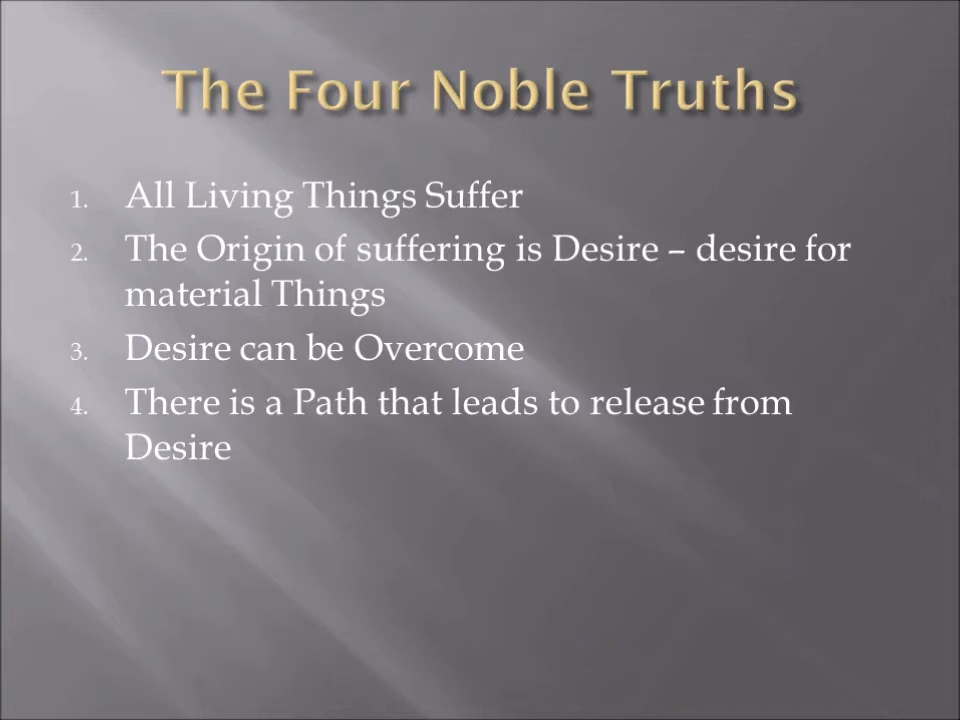 The Four Noble Truths
1. All Living Things Suffer
2. The Origin of suffering is Desire – desire for
material Things
3. Desire can be Overcome
4. There is a Path that leads to release from
Desire